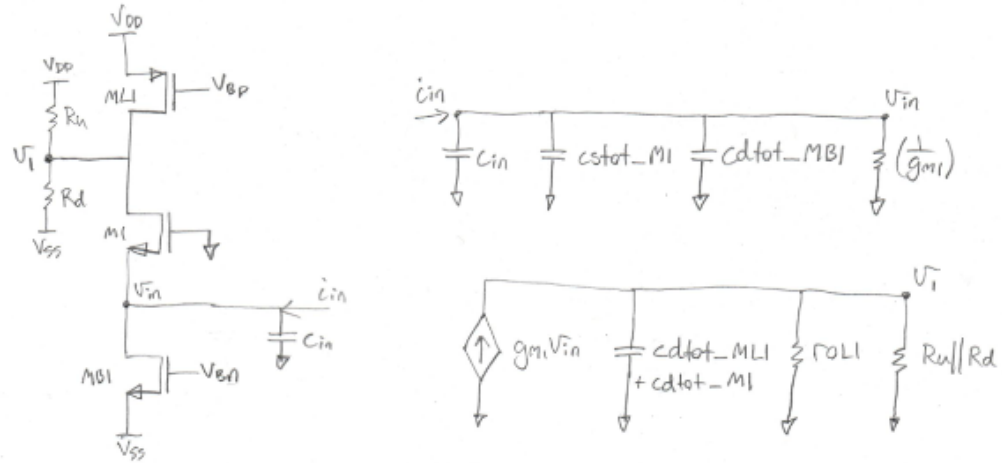 VDD
VDD
ML1
VBP
Ru
V1
Rd
VSS
M1
vin
iin
Cin
MB1
VBn
VSS
iin
vin
Cin
cstot_M1
cdtot_MB1
(1/gm1)
V1
gm1vin
cdtot_ML1
+cdtot_M1
roL1
Ru//Rd